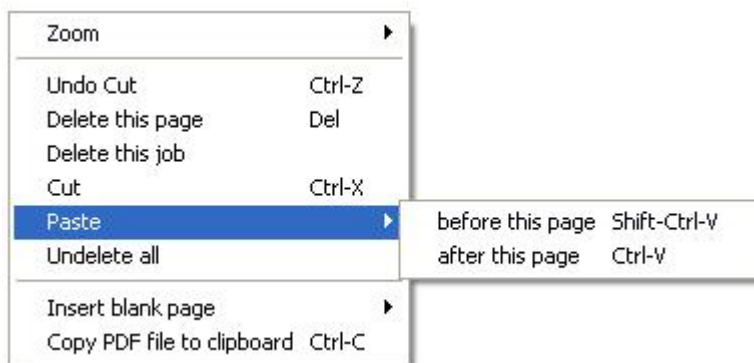 Zoom
Undo Cut Ctrl-Z
Delete this page Del
Delete this job
Cut Ctrl-X
Paste
before this page Shift-Ctrl-V
Undelete all
after this page Ctrl-V
Insert blank page
Copy PDF file to clipboard Ctrl-C